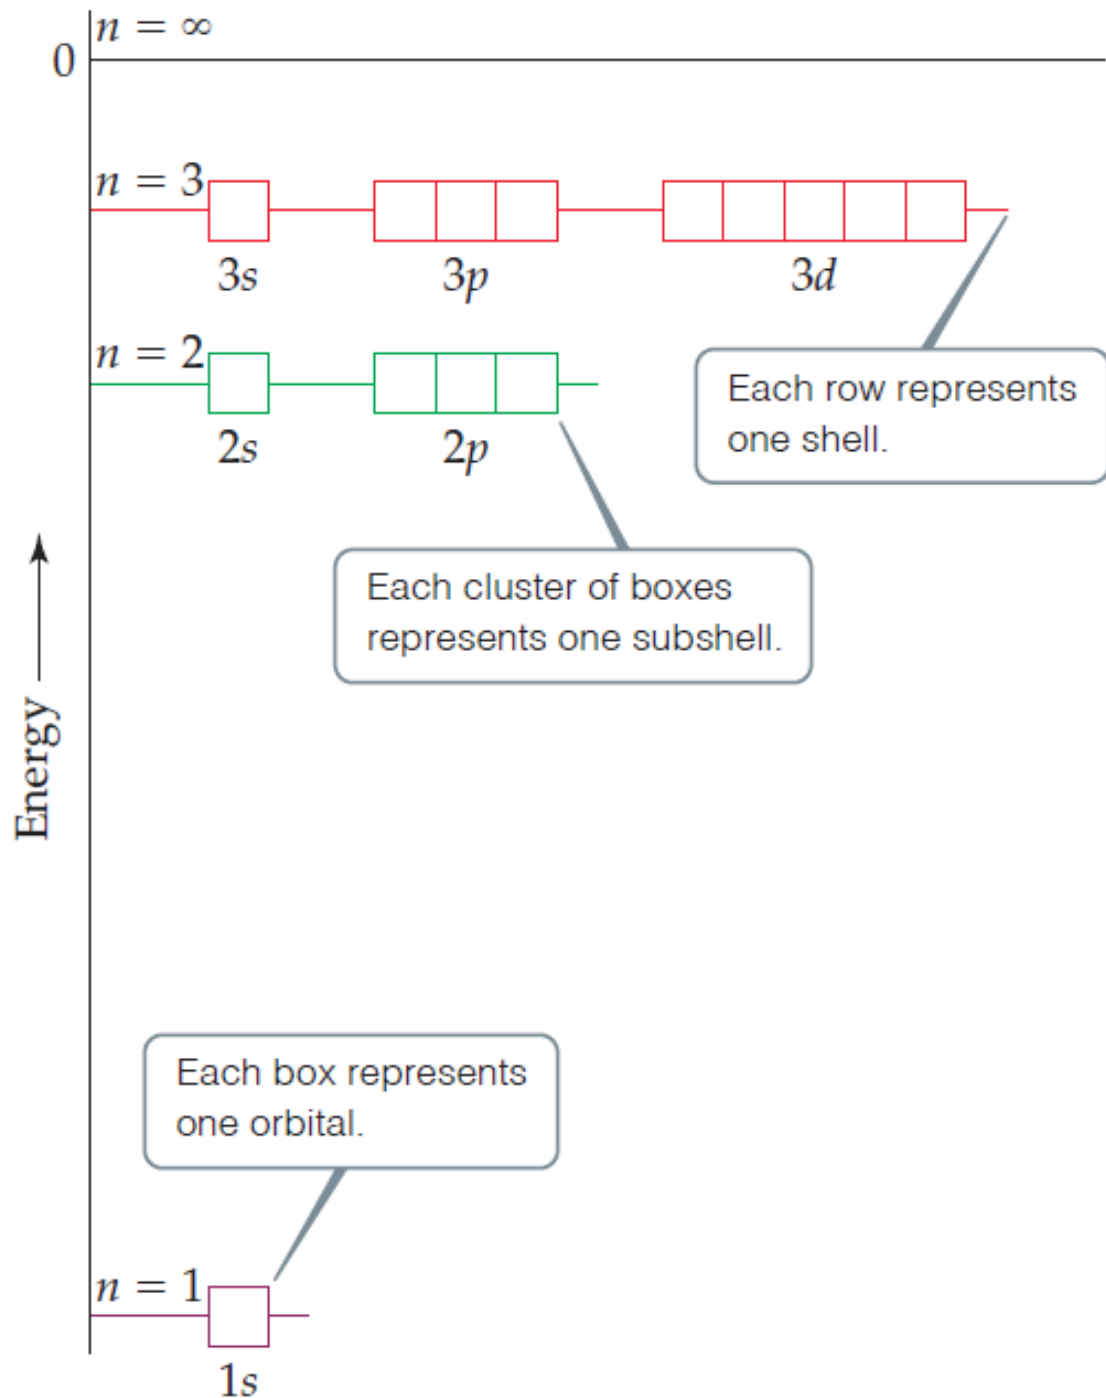 n = ∞
0
n = 3
3s 3p 3d
n = 2
2s 2p
Each row represents
one shell.
Each cluster of boxes
represents one subshell.
Energy
Each box represents
one orbital.
n = 1
1s